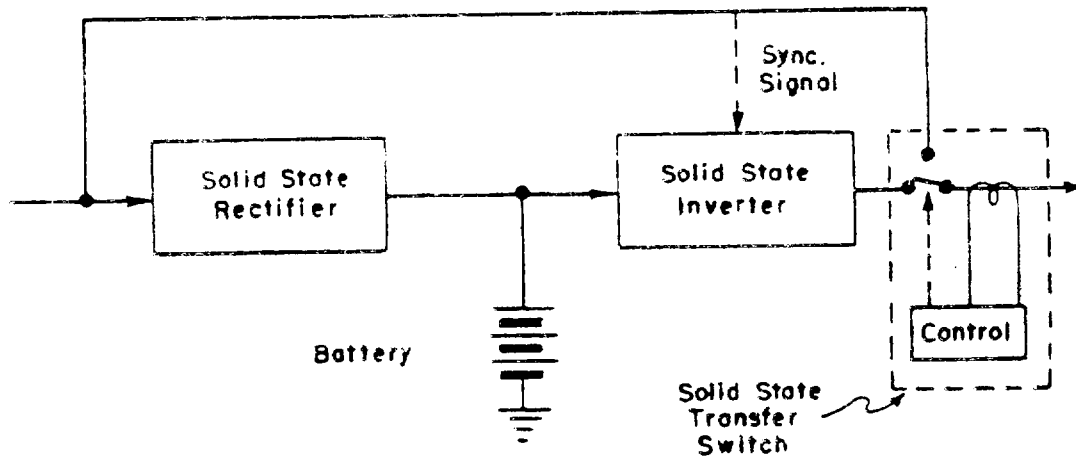 Sync.
Signal
Solid State
Rectifier
Solid State
Inverter
Battery
Control
Solid State
Transfer
Switch